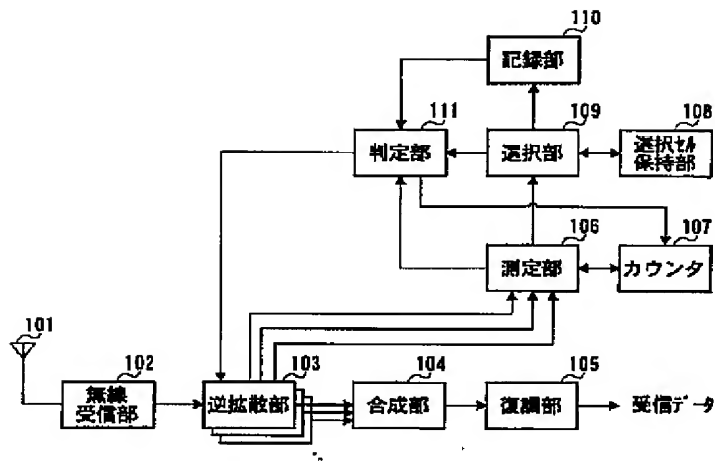 110
記録部
111
109
108
判定部
選択部
選択セル
保持部
106
107
測定部
カウンタ
101
102
103
104
105
無線
受信部
逆拡散部
合成部
復調部
受信データ